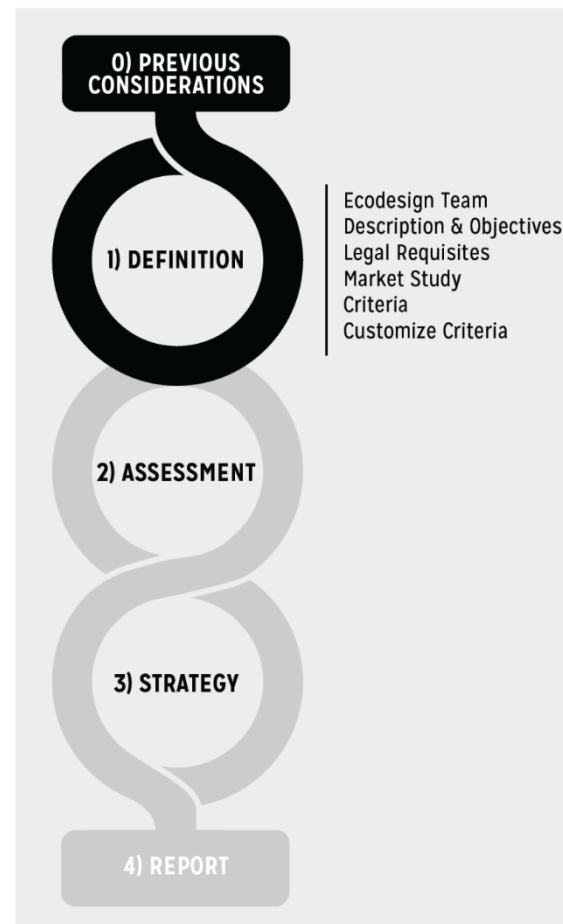 0) PREVIOUS
CONSIDERATIONS
1) DEFINITION
Ecodesign Team
Description & Objectives
Legal Requisites
Market Study
Criteria
Customize Criteria
2) ASSESSMENT
3) STRATEGY
4) REPORT